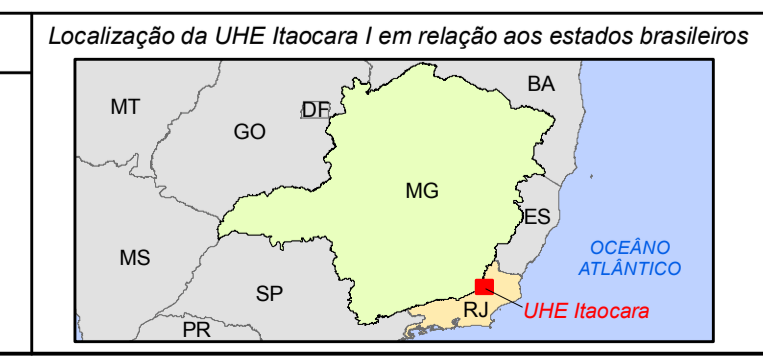 Localização da UHE Itaocara I em relação aos estados brasileiros
BA
MT
DF
GO
MG
ES
OCEÂNO
ATLÂNTICO
MS
SP
RJ
UHE Itaocara
PR